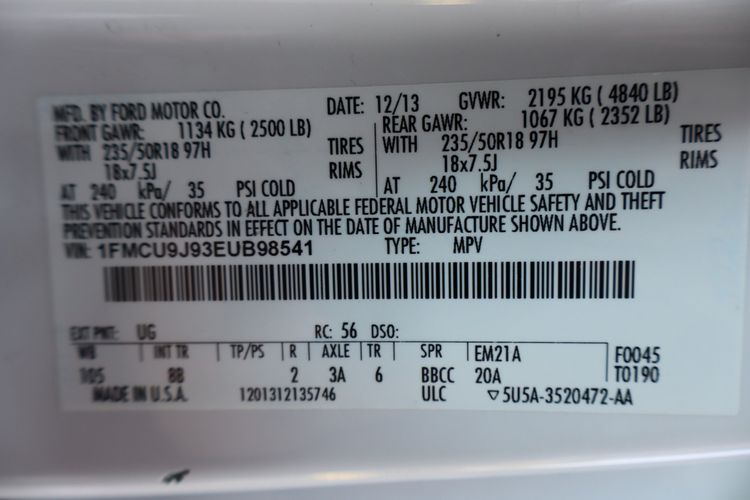 MFD. BY FORD MOTOR CO. DATE: 12/13 GVWR: 2195 KG ( 4840 LB)
FRONT GAWR: 1134 KG ( 2500 LB) REAR GAWR: 1067 KG ( 2352 LB)
WITH 235/50R18 97H TIRES WITH 235/50R18 97H TIRES
18x7.5J RIMS 18x7.5J RIMS
AT 240 kPa/ 35 PSI COLD AT 240 kPa/ 35 PSI COLD
THIS VEHICLE CONFORMS TO ALL APPLICABLE FEDERAL MOTOR VEHICLE SAFETY AND THEFT
PREVENTION STANDARDS IN EFFECT ON THE DATE OF MANUFACTURE SHOWN ABOVE.
VIN: 1FMCU9J93EUB98541 TYPE: MPV
EXT PNT: UG RC: 56 DSO:
WB INT TR TP/PS R AXLE TR SPR EM21A F0045
105 8B 2 3A 6 BBCC 20A T0190
MADE IN U.S.A. 1201312135746 ULC ▽5U5A-3520472-AA